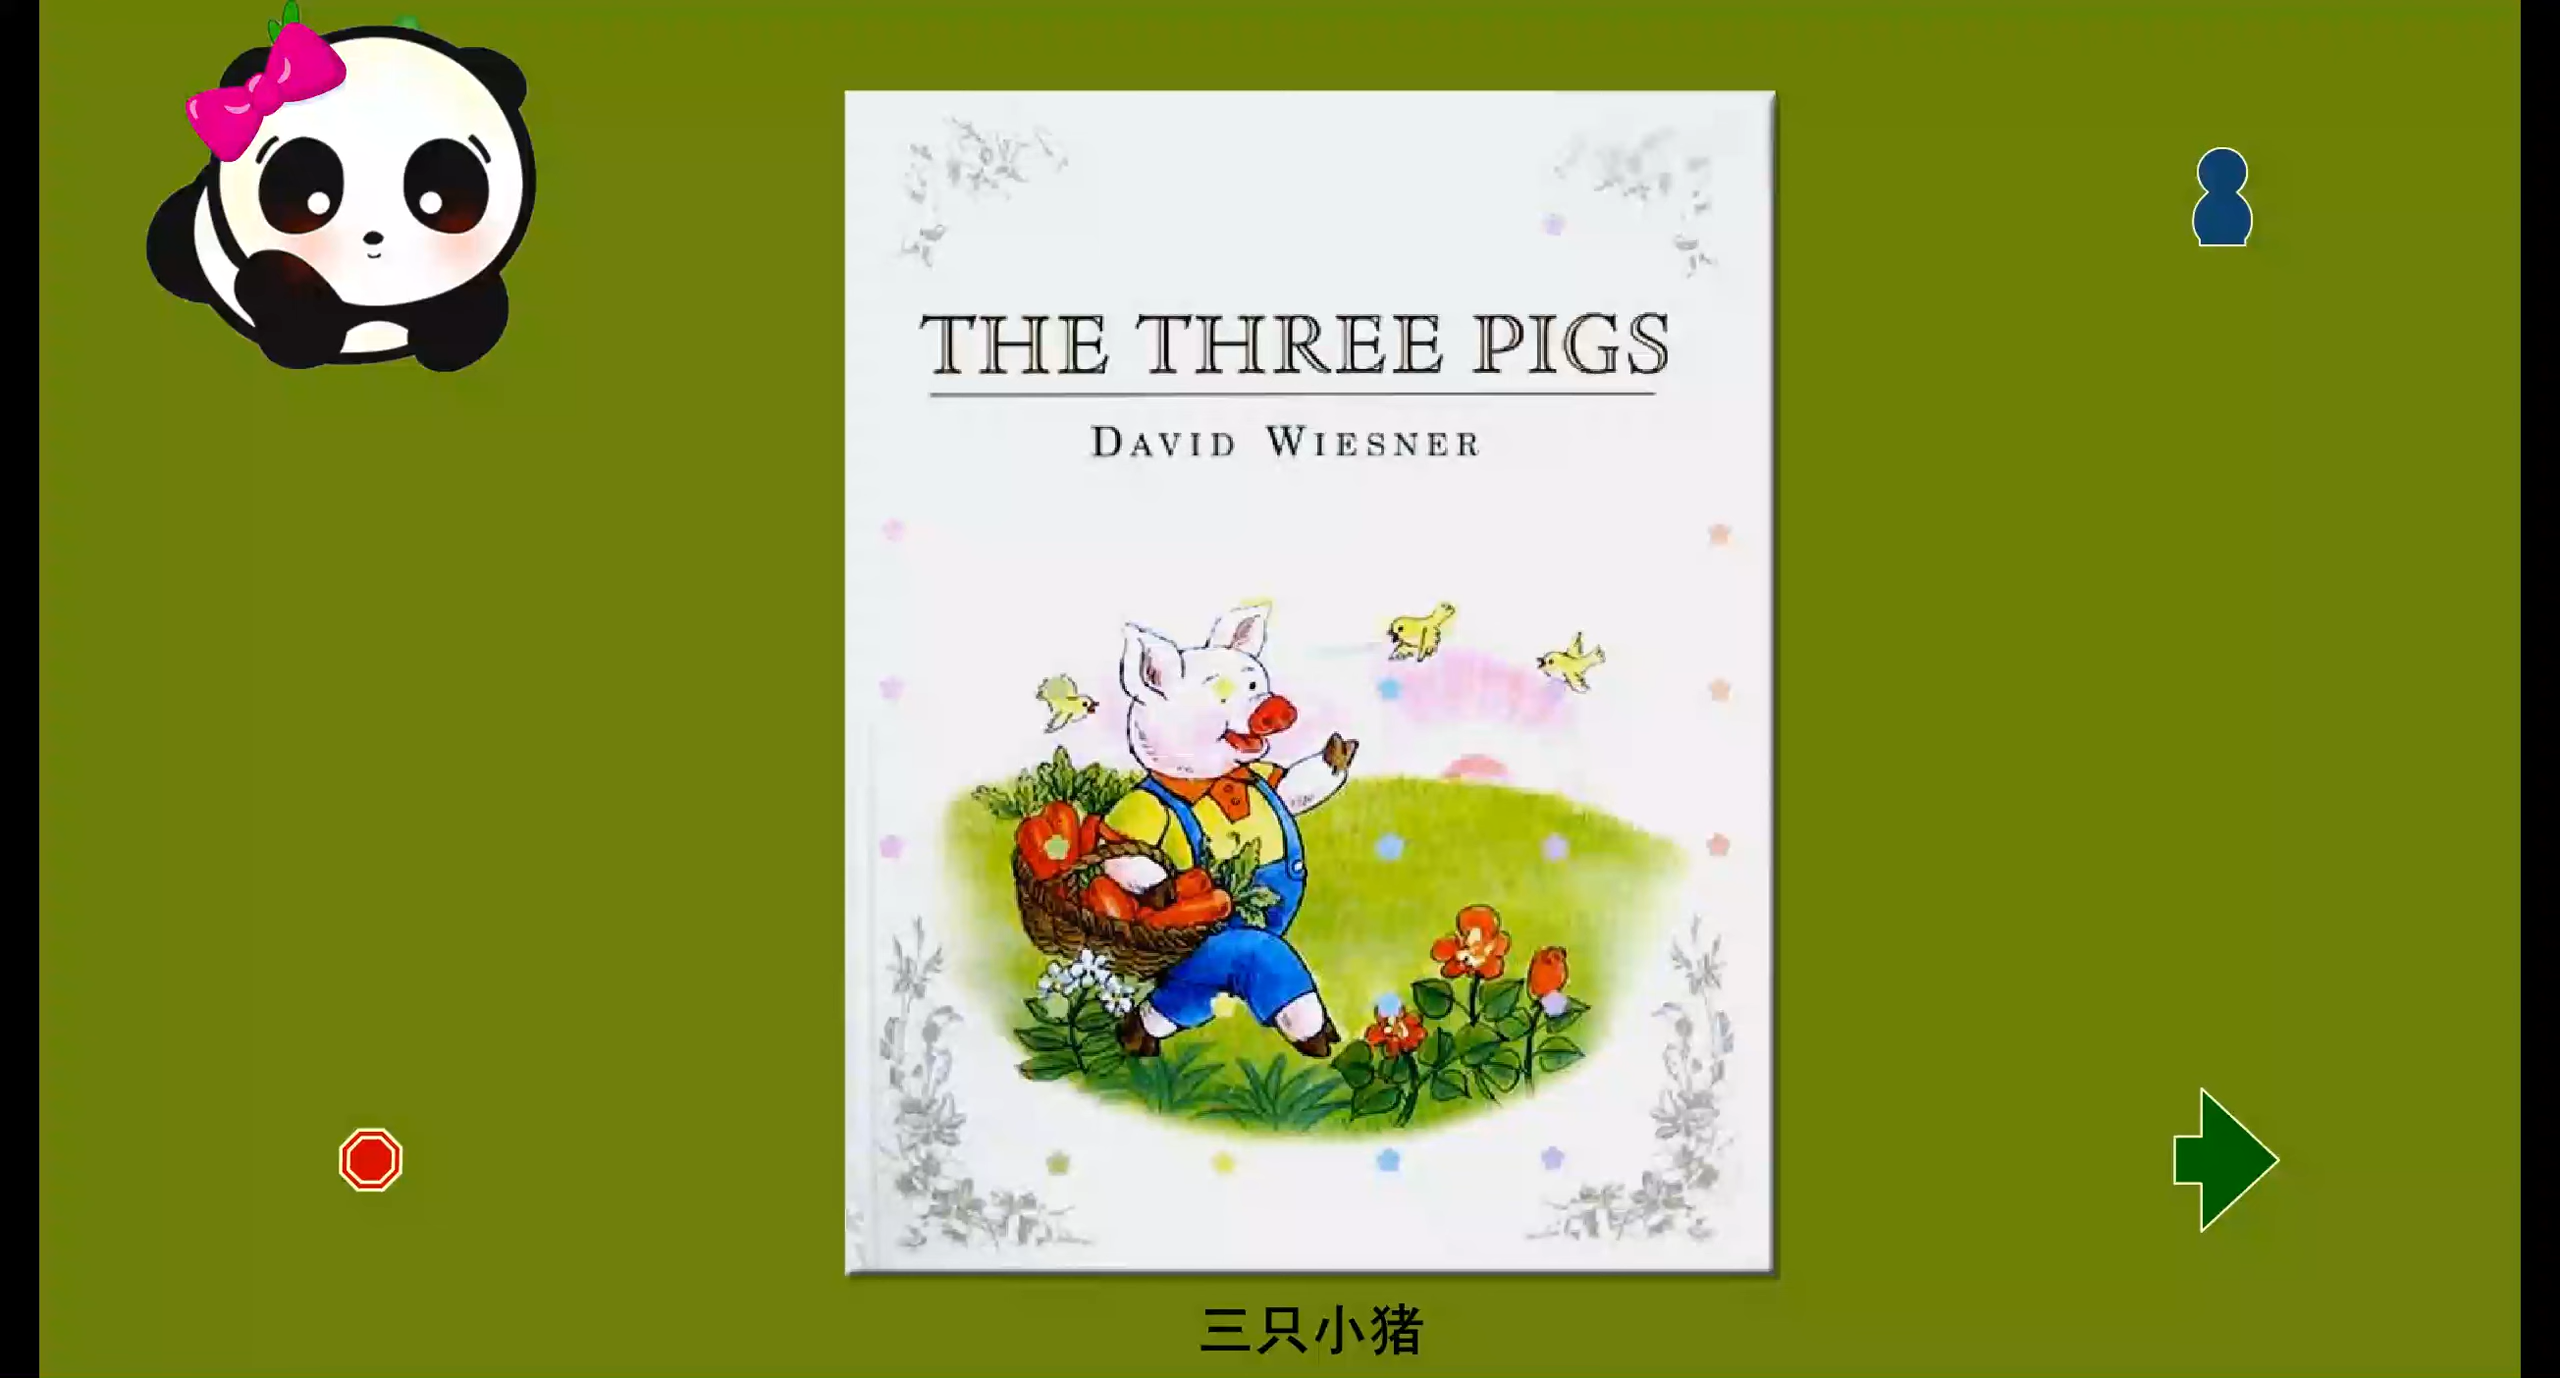 THE THREE PIGS
DAVID WIESNER
三只小猪